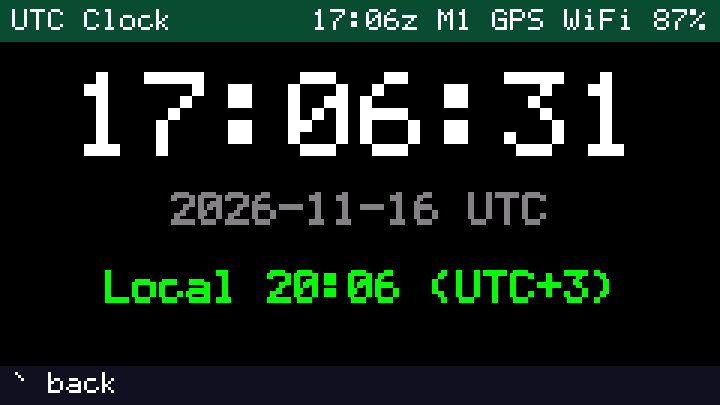 UTC Clock 17:06z M1 GPS WiFi 87%
17:06:31
2026-11-16 UTC
Local 20:06 (UTC+3)
` back